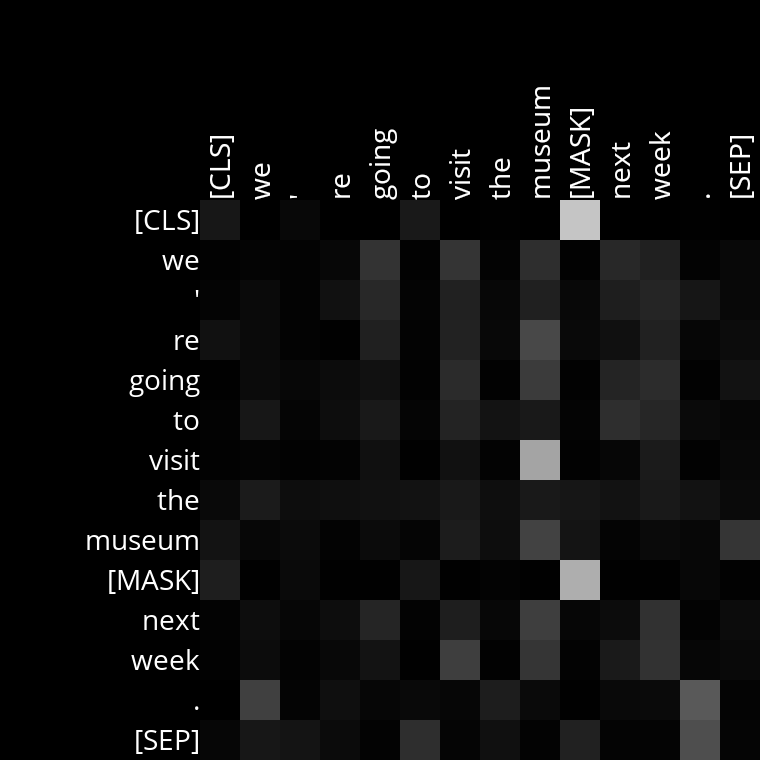 [CLS] we ' re going to visit the museum [MASK] next week . [SEP]
[CLS]
we
'
re
going
to
visit
the
museum
[MASK]
next
week
.
[SEP]